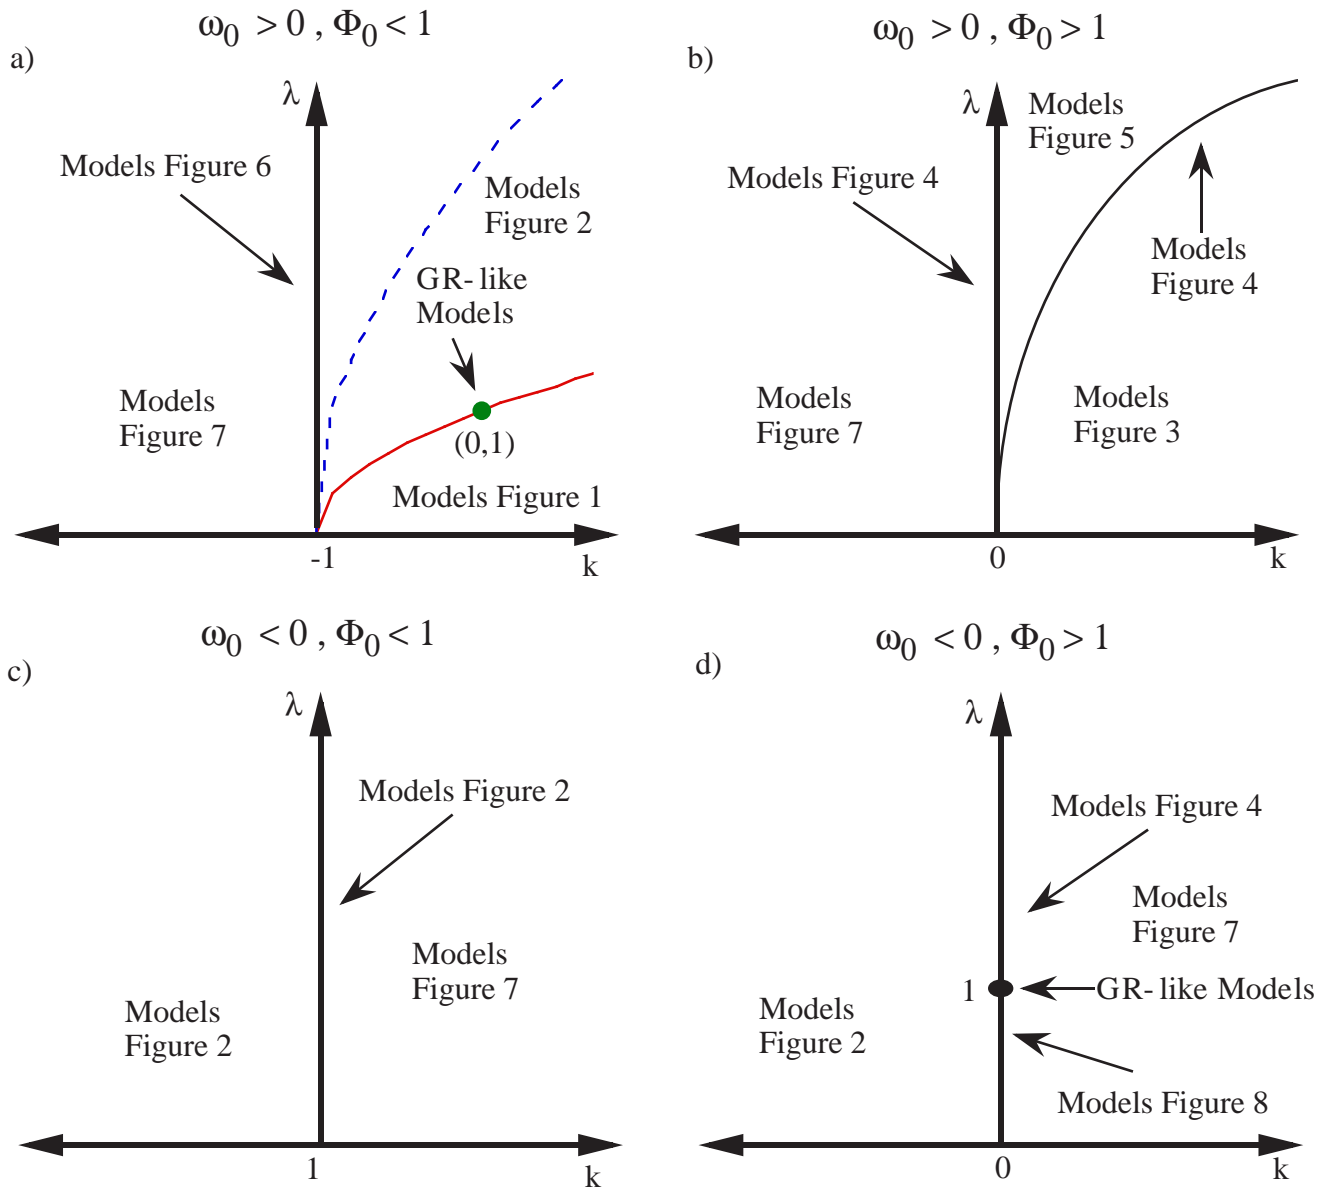 ω₀ > 0 , Φ₀ < 1
a)
λ
Models Figure 6
Models
Figure 2
GR-like
Models
Models
Figure 7
(0,1)
Models Figure 1
-1
k
ω₀ > 0 , Φ₀ > 1
b)
λ
Models
Figure 5
Models Figure 4
Models
Figure 4
Models
Figure 7
Models
Figure 3
0
k
ω₀ < 0 , Φ₀ < 1
c)
λ
Models Figure 2
Models
Figure 7
Models
Figure 2
1
k
ω₀ < 0 , Φ₀ > 1
d)
λ
Models Figure 4
Models
Figure 7
1
GR-like Models
Models
Figure 2
Models Figure 8
0
k